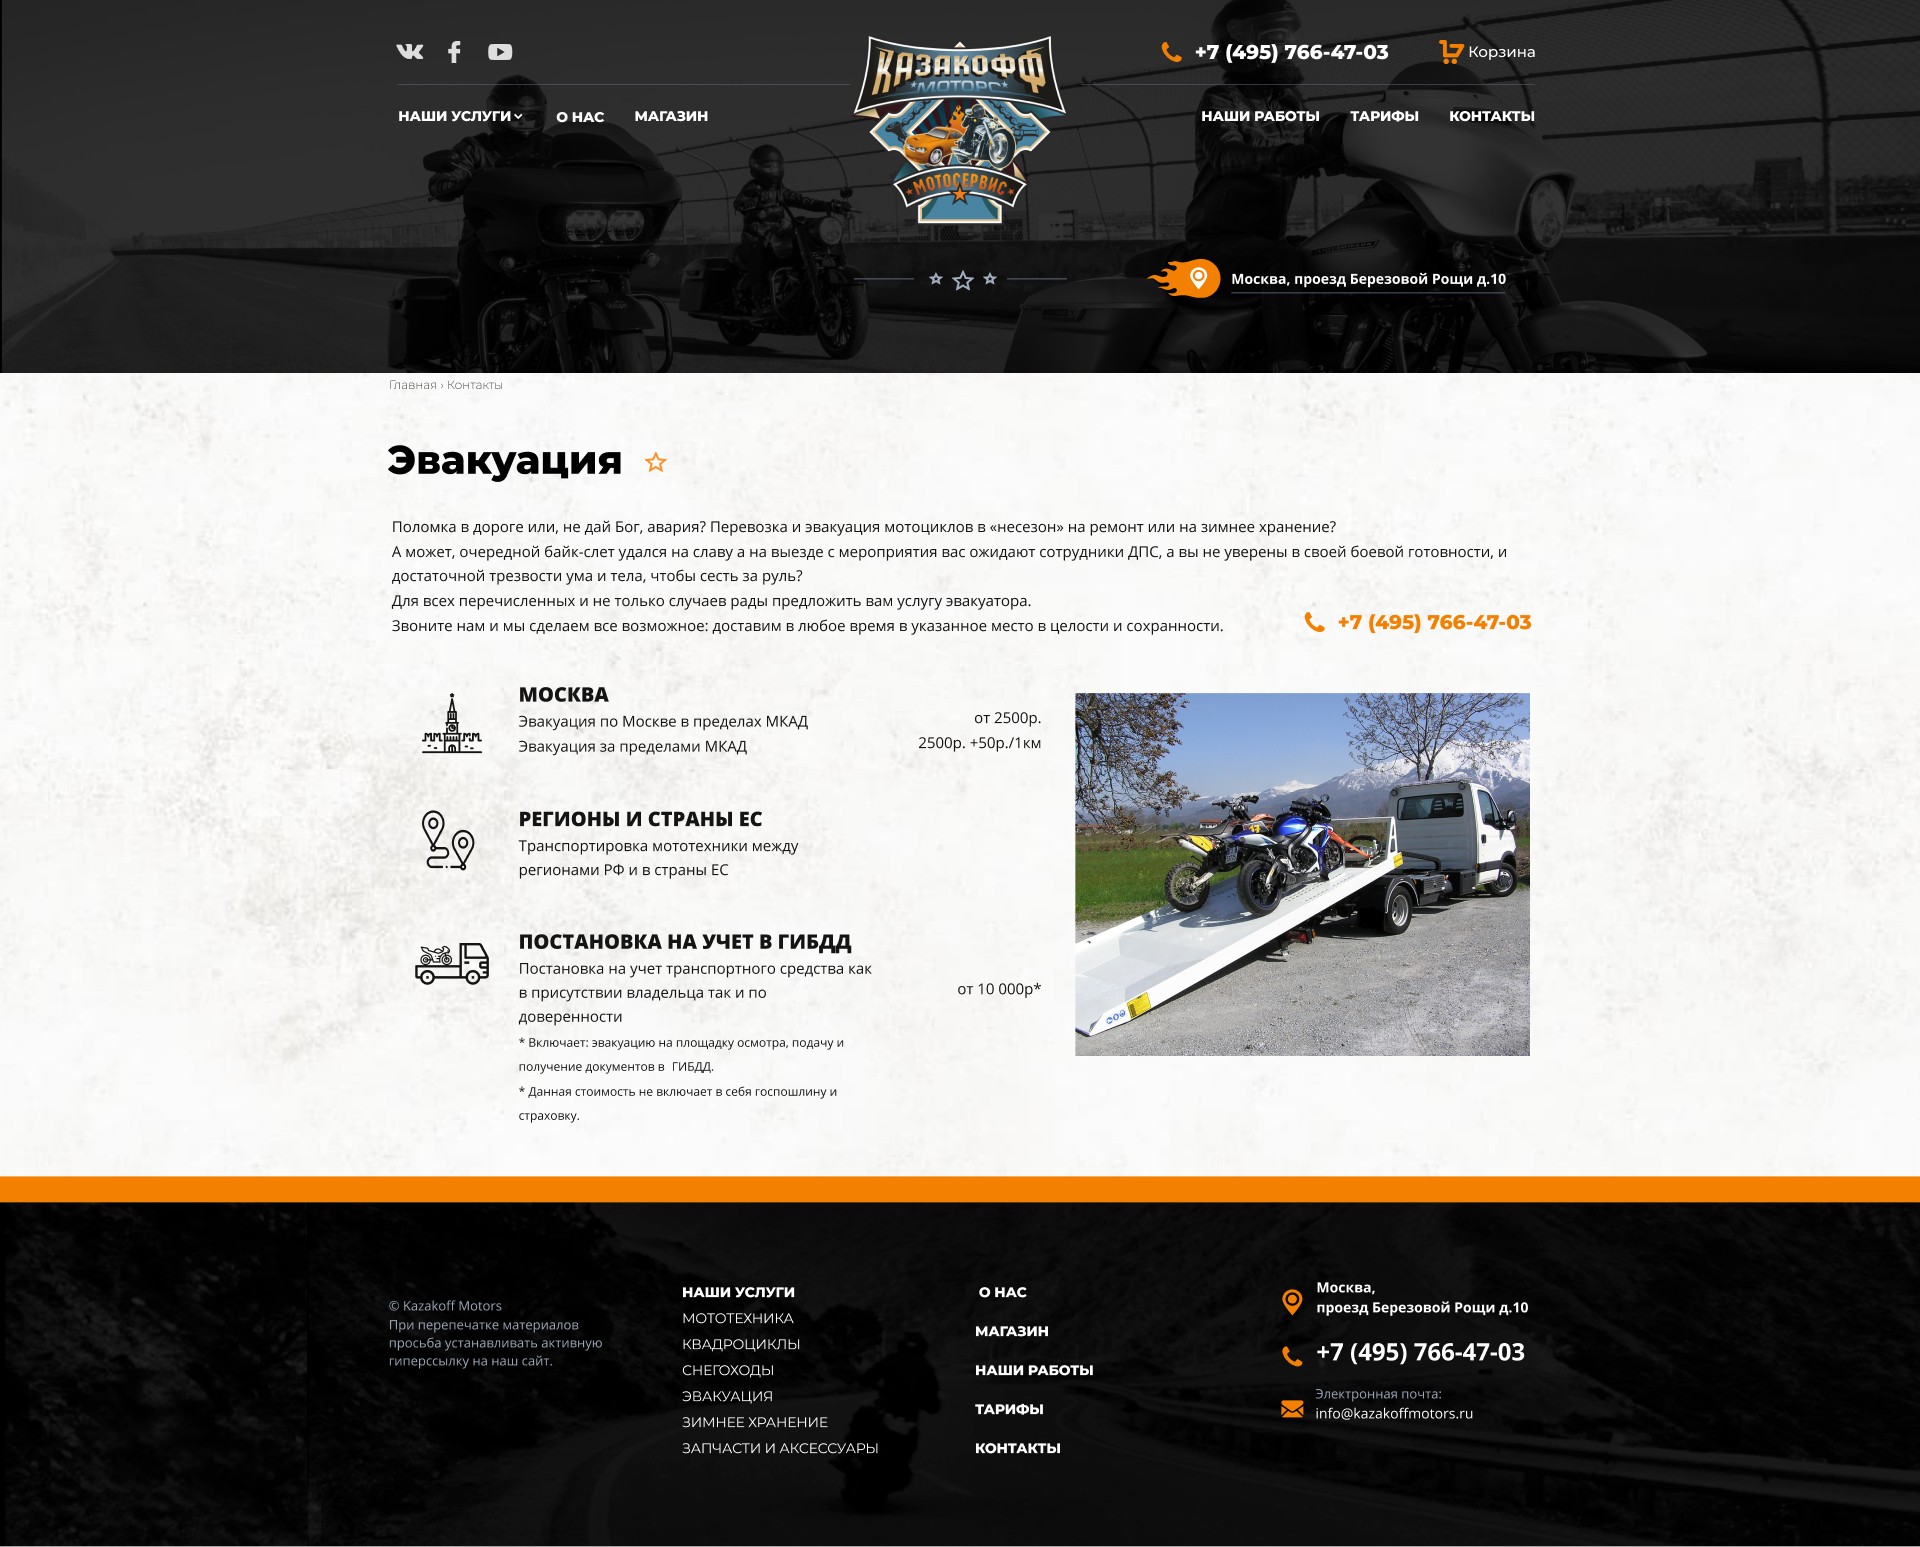 +7 (495) 766-47-03
Корзина
КАЗАКОФФ
МОТОРС
МОТОСЕРВИС
НАШИ УСЛУГИ
О НАС
МАГАЗИН
НАШИ РАБОТЫ
ТАРИФЫ
КОНТАКТЫ
Москва, проезд Березовой Рощи д.10
Главная › Контакты
Эвакуация
Поломка в дороге или, не дай Бог, авария? Перевозка и эвакуация мотоциклов в «несезон» на ремонт или на зимнее хранение?
А может, очередной байк-слет удался на славу а на выезде с мероприятия вас ожидают сотрудники ДПС, а вы не уверены в своей боевой готовности, и
достаточной трезвости ума и тела, чтобы сесть за руль?
Для всех перечисленных и не только случаев рады предложить вам услугу эвакуатора.
Звоните нам и мы сделаем все возможное: доставим в любое время в указанное место в целости и сохранности.
+7 (495) 766-47-03
МОСКВА
Эвакуация по Москве в пределах МКАД
от 2500р.
Эвакуация за пределами МКАД
2500р. +50р./1км
РЕГИОНЫ И СТРАНЫ ЕС
Транспортировка мототехники между
регионами РФ и в страны ЕС
ПОСТАНОВКА НА УЧЕТ В ГИБДД
Постановка на учет транспортного средства как
в присутствии владельца так и по
доверенности
от 10 000р*
* Включает: эвакуацию на площадку осмотра, подачу и
получение документов в ГИБДД.
* Данная стоимость не включает в себя госпошлину и
страховку.
© Kazakoff Motors
При перепечатке материалов
просьба устанавливать активную
гиперссылку на наш сайт.
НАШИ УСЛУГИ
МОТОТЕХНИКА
КВАДРОЦИКЛЫ
СНЕГОХОДЫ
ЭВАКУАЦИЯ
ЗИМНЕЕ ХРАНЕНИЕ
ЗАПЧАСТИ И АКСЕССУАРЫ
О НАС
МАГАЗИН
НАШИ РАБОТЫ
ТАРИФЫ
КОНТАКТЫ
Москва,
проезд Березовой Рощи д.10
+7 (495) 766-47-03
Электронная почта:
info@kazakoffmotors.ru